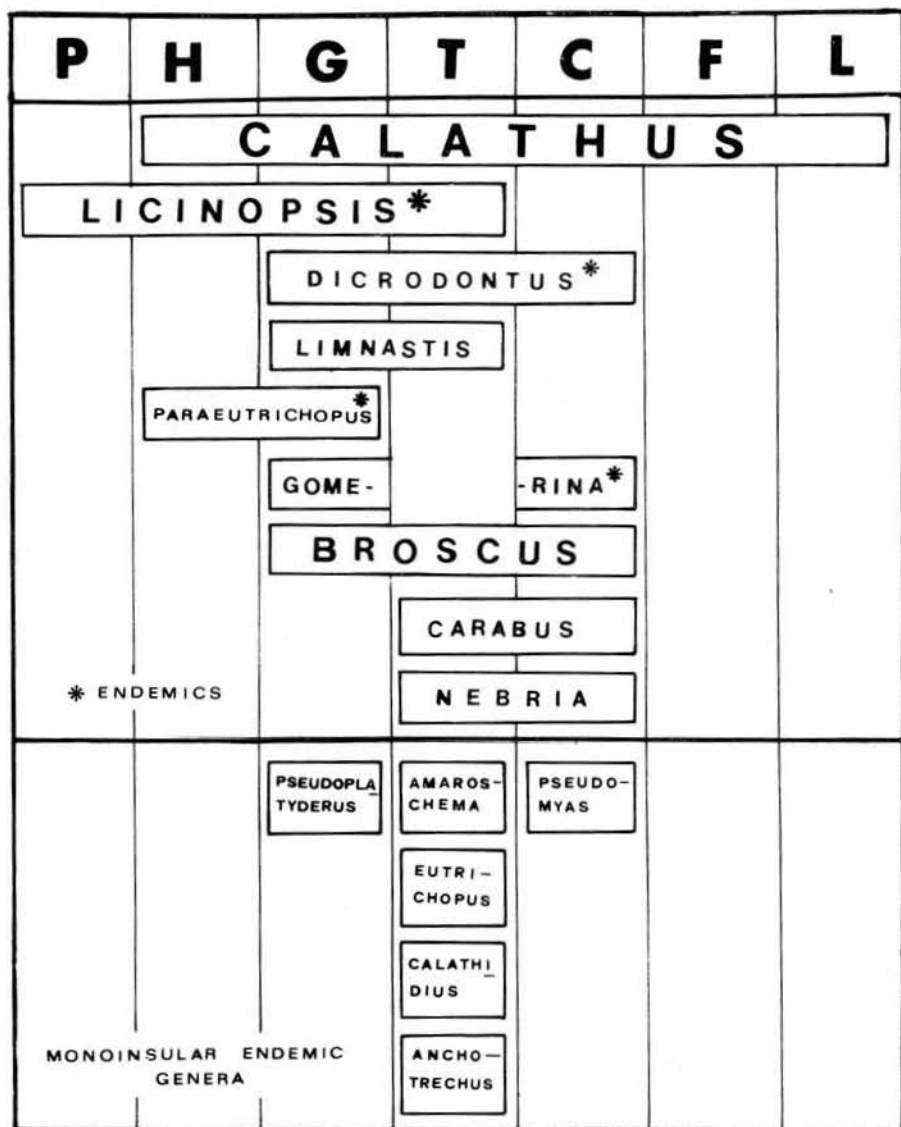 P H G T C F L
CALATHUS
LICINOPSIS*
DICRODONTUS*
LIMNASTIS
PARAEUTRICHOPUS*
GOME- -RINA*
BROSCUS
CARABUS
* ENDEMICS
NEBRIA
PSEUDOPLA
TYDERUS
AMAROS-
CHEMA
PSEUDO-
MYAS
EUTRI-
CHOPUS
CALATHI
DIUS
MONOINSULAR ENDEMIC
GENERA
ANCHO-
TRECHUS